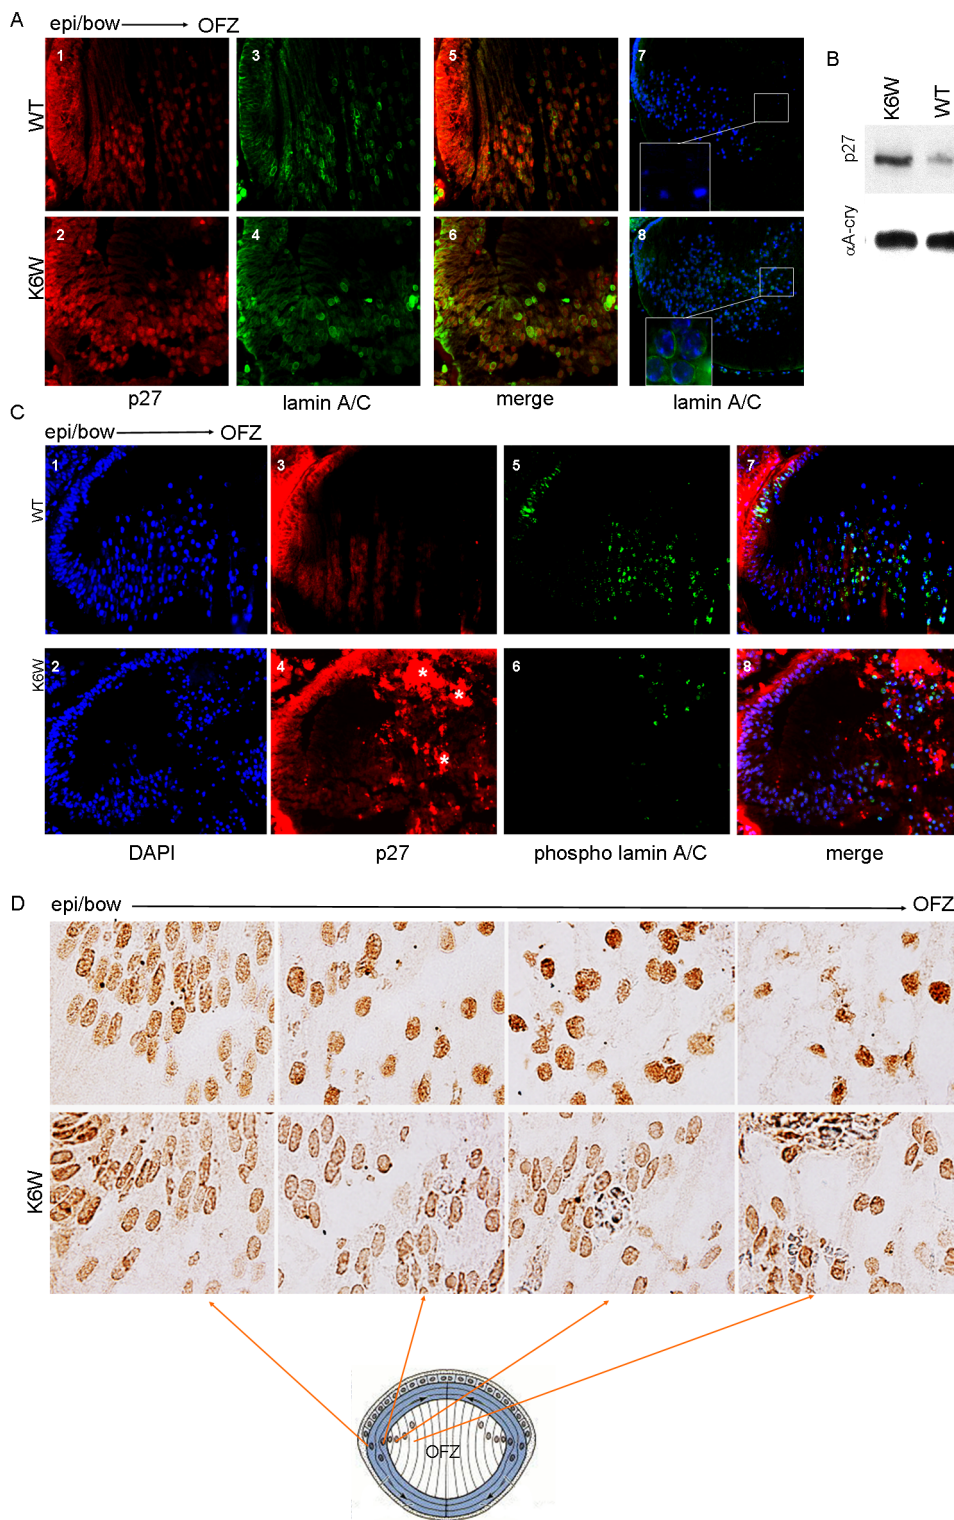 A
epi/bow OFZ
1 3 5 7
WT
2 4 6 8
K6W
p27 lamin A/C merge lamin A/C
B
K6W WT
p27
αA-cry
C
epi/bow OFZ
1 3 5 7
WT
2 4 6 8
K6W
* * *
DAPI p27 phospho lamin A/C merge
D epi/bow OFZ
K6W
OFZ